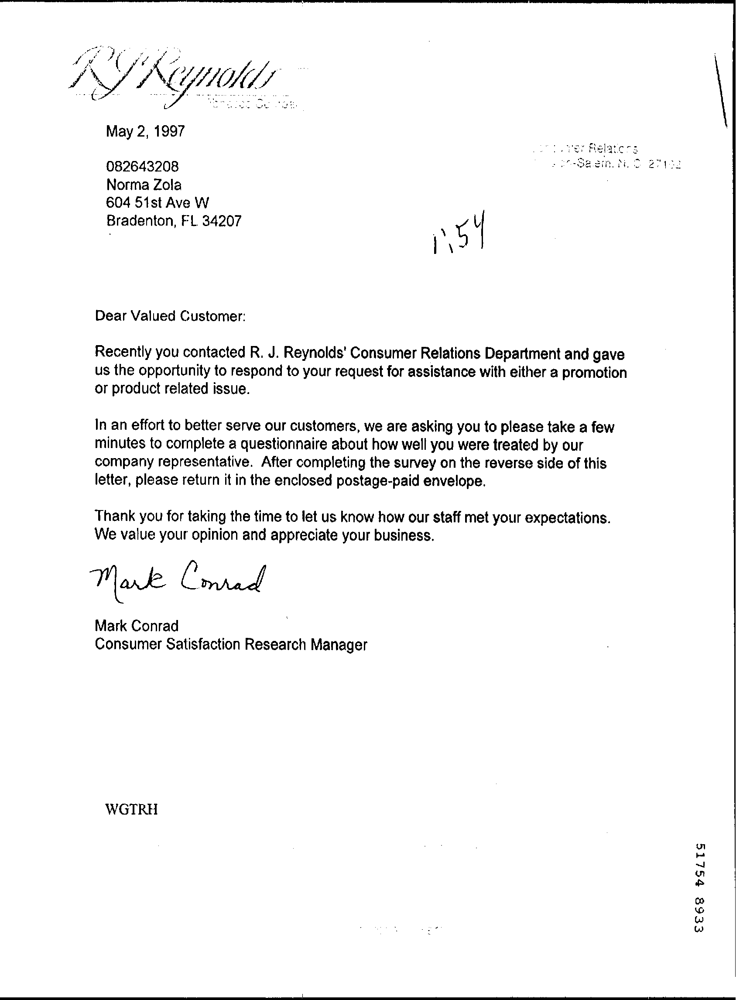 RJReynolds
Tobacco Company
May 2, 1997
Consumer Relations
Winston-Salem, N.C. 27102
082643208
Norma Zola
604 51st Ave W
Bradenton, FL 34207
1:54
Dear Valued Customer:
Recently you contacted R. J. Reynolds' Consumer Relations Department and gave
us the opportunity to respond to your request for assistance with either a promotion
or product related issue.
In an effort to better serve our customers, we are asking you to please take a few
minutes to complete a questionnaire about how well you were treated by our
company representative. After completing the survey on the reverse side of this
letter, please return it in the enclosed postage-paid envelope.
Thank you for taking the time to let us know how our staff met your expectations.
We value your opinion and appreciate your business.
Mark Conrad
Mark Conrad
Consumer Satisfaction Research Manager
WGTRH
51754 8933